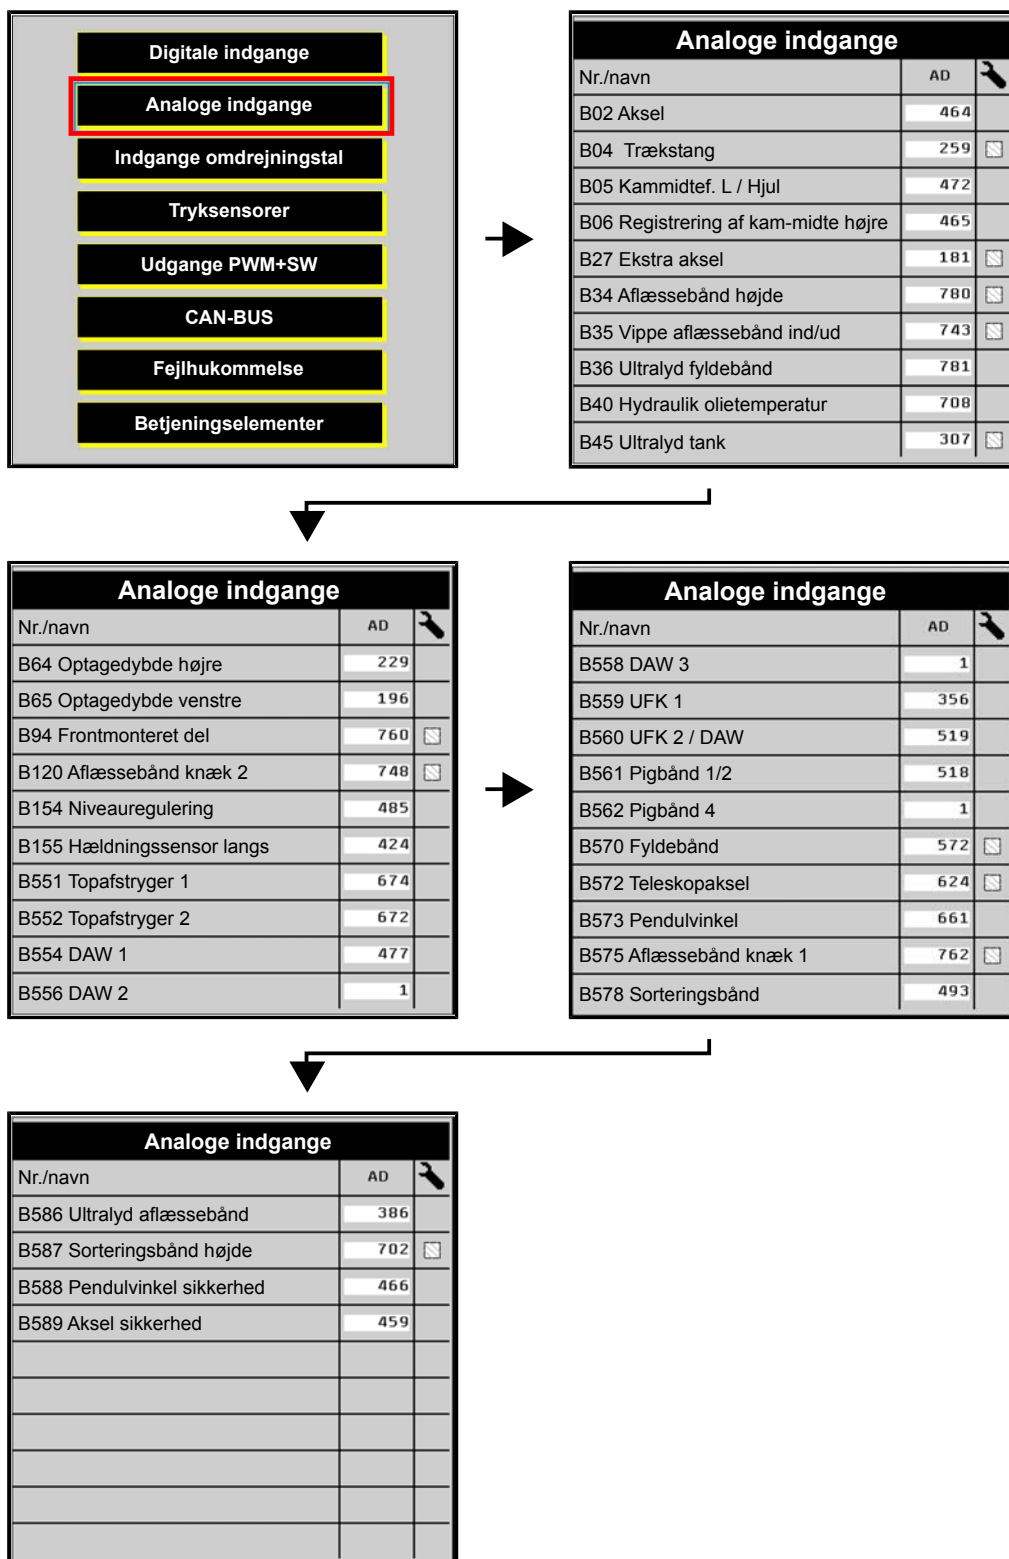 Digitale indgange
Analoge indgange
Indgange omdrejningstal
Tryksensorer
Udgange PWM+SW
CAN-BUS
Fejlhukommelse
Betjeningselementer
Analoge indgange
Nr./navn AD
B02 Aksel 464
B04 Trækstang 259
B05 Kammidtef. L / Hjul 472
B06 Registrering af kam-midte højre 465
B27 Ekstra aksel 181
B34 Aflæssebånd højde 780
B35 Vippe aflæssebånd ind/ud 743
B36 Ultralyd fyldebånd 781
B40 Hydraulik olietemperatur 708
B45 Ultralyd tank 307
Analoge indgange
Nr./navn AD
B64 Optagedybde højre 229
B65 Optagedybde venstre 196
B94 Frontmonteret del 760
B120 Aflæssebånd knæk 2 748
B154 Niveauregulering 485
B155 Hældningssensor langs 424
B551 Topafstryger 1 674
B552 Topafstryger 2 672
B554 DAW 1 477
B556 DAW 2 1
Analoge indgange
Nr./navn AD
B558 DAW 3 1
B559 UFK 1 356
B560 UFK 2 / DAW 519
B561 Pigbånd 1/2 518
B562 Pigbånd 4 1
B570 Fyldebånd 572
B572 Teleskopaksel 624
B573 Pendulvinkel 661
B575 Aflæssebånd knæk 1 762
B578 Sorteringsbånd 493
Analoge indgange
Nr./navn AD
B586 Ultralyd aflæssebånd 386
B587 Sorteringsbånd højde 702
B588 Pendulvinkel sikkerhed 466
B589 Aksel sikkerhed 459